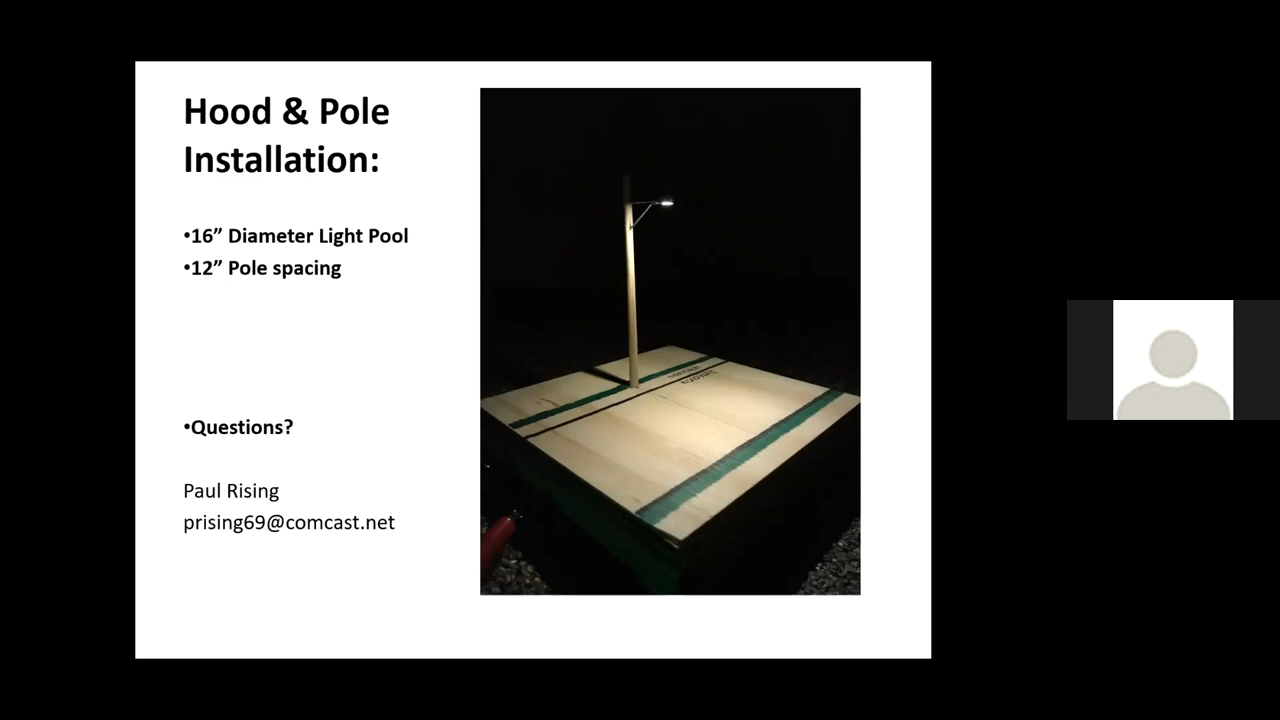 Hood & Pole
Installation:
•16” Diameter Light Pool
•12” Pole spacing
•Questions?
Paul Rising
prising69@comcast.net